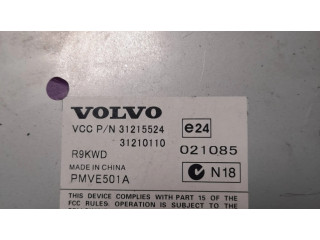 VOLVO
VCC P/N 31215524
31210110
e24
R9KWD
021085
MADE IN CHINA
PMVE501A
N18
THIS DEVICE COMPLIES WITH PART 15 OF THE
FCC RULES: OPERATION IS SUBJECT TO THE